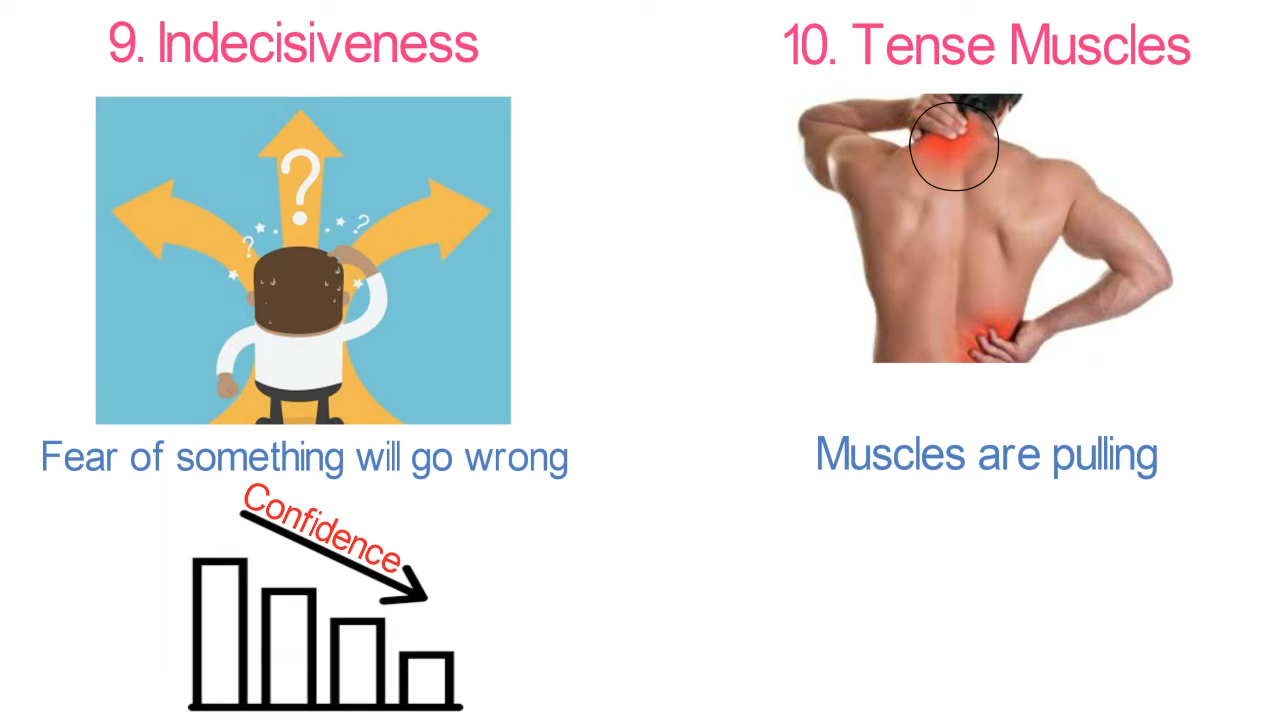 9. Indecisiveness
?
?
?
Fear of something will go wrong
Confidence
10. Tense Muscles
Muscles are pulling